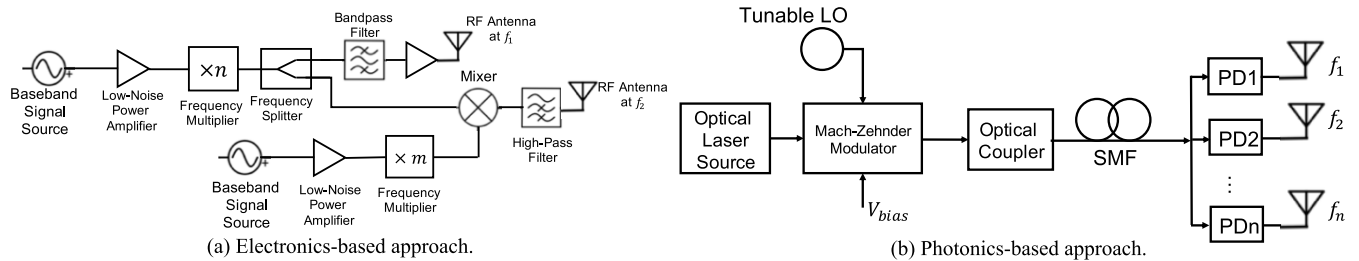 Bandpass
Filter
RF Antenna
at f₁
×n
Mixer
RF Antenna
at f₂
Baseband
Signal
Source
Low-Noise
Power
Amplifier
Frequency
Multiplier
Frequency
Splitter
High-Pass
Filter
× m
Baseband
Signal
Source
Low-Noise
Power
Amplifier
Frequency
Multiplier
(a) Electronics-based approach.
Tunable LO
Optical
Laser
Source
Mach-Zehnder
Modulator
Optical
Coupler
SMF
V_bias
PD1
f₁
PD2
f₂
⋮
PDn
fₙ
(b) Photonics-based approach.